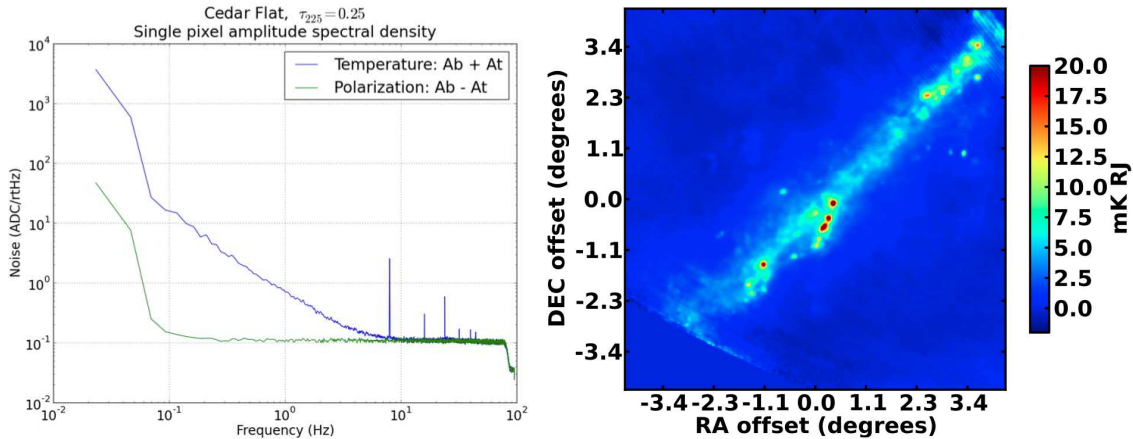 Cedar Flat, τ225=0.25
Single pixel amplitude spectral density
Temperature: Ab + At
Polarization: Ab - At
Noise (ADC/rtHz)
10^4
10^3
10^2
10^1
10^0
10^-1
10^-2
10^-2
10^-1
10^0
10^1
10^2
Frequency (Hz)
DEC offset (degrees)
3.4
2.3
1.1
0.0
-1.1
-2.3
-3.4
-3.4 -2.3 -1.1 0.0 1.1 2.3 3.4
RA offset (degrees)
20.0
17.5
15.0
12.5
10.0
7.5
5.0
2.5
0.0
mK RJ